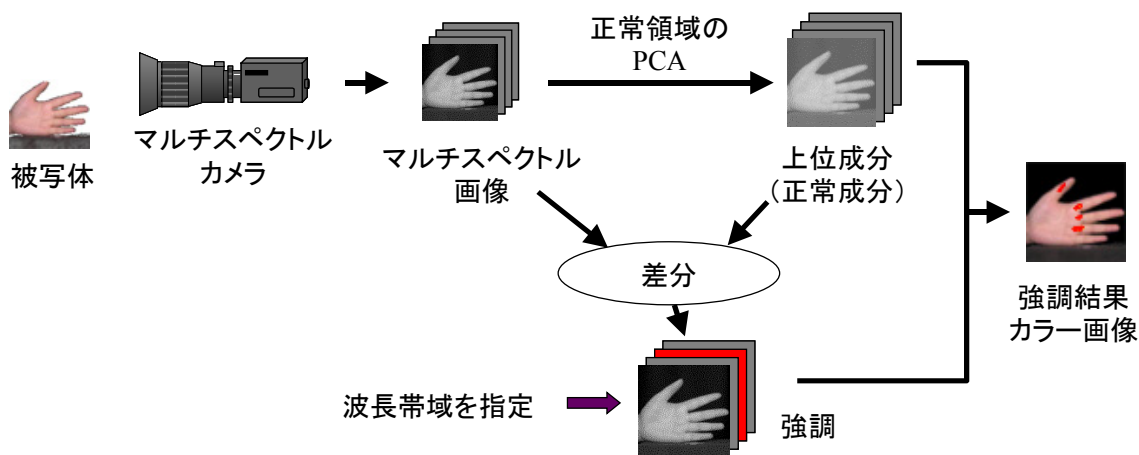 被写体
マルチスペクトル
カメラ
マルチスペクトル
画像
正常領域の
PCA
上位成分
(正常成分)
差分
波長帯域を指定
強調
強調結果
カラー画像